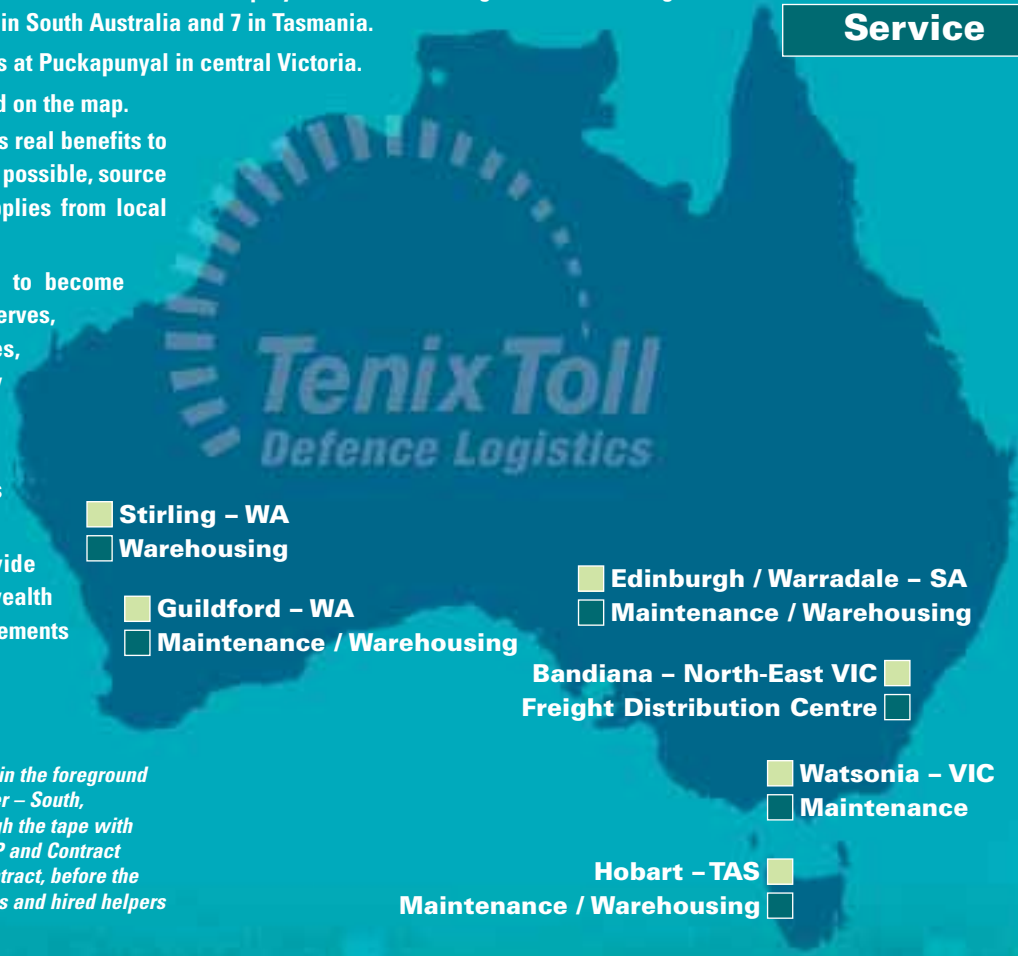 in South Australia and 7 in Tasmania.
s at Puckapunyal in central Victoria.
d on the map.
s real benefits to
possible, source
plies from local
to become
erves,
es,
s
vide
ealth
ements
in the foreground
er – South,
gh the tape with
P and Contract
tract, before the
s and hired helpers
Service
Tenix Toll
Defence Logistics
Stirling – WA
Warehousing
Guildford – WA
Maintenance / Warehousing
Edinburgh / Warradale – SA
Maintenance / Warehousing
Bandiana – North-East VIC
Freight Distribution Centre
Watsonia – VIC
Maintenance
Hobart – TAS
Maintenance / Warehousing